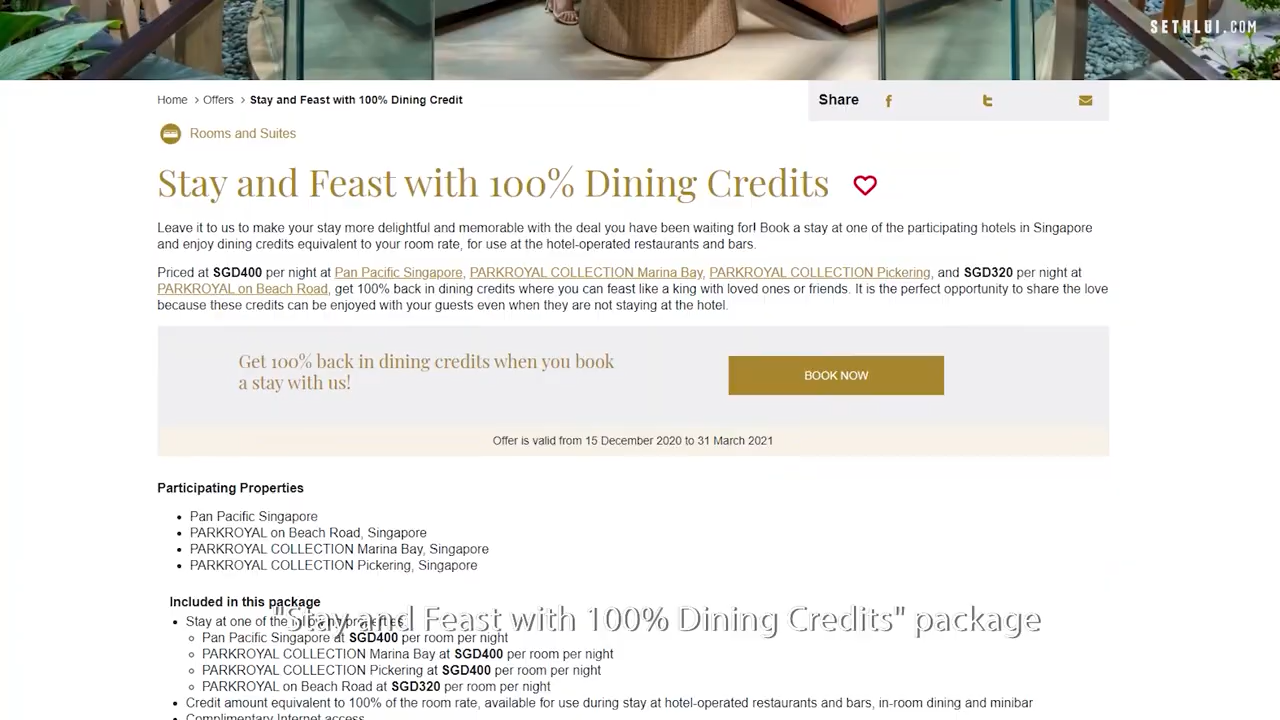 SETHLUI.COM
Home > Offers > Stay and Feast with 100% Dining Credit
Share
Rooms and Suites
Stay and Feast with 100% Dining Credits
Leave it to us to make your stay more delightful and memorable with the deal you have been waiting for! Book a stay at one of the participating hotels in Singapore
and enjoy dining credits equivalent to your room rate, for use at the hotel-operated restaurants and bars.
Priced at SGD400 per night at Pan Pacific Singapore, PARKROYAL COLLECTION Marina Bay, PARKROYAL COLLECTION Pickering, and SGD320 per night at
PARKROYAL on Beach Road, get 100% back in dining credits where you can feast like a king with loved ones or friends. It is the perfect opportunity to share the love
because these credits can be enjoyed with your guests even when they are not staying at the hotel.
Get 100% back in dining credits when you book
a stay with us!
BOOK NOW
Offer is valid from 15 December 2020 to 31 March 2021
Participating Properties
• Pan Pacific Singapore
• PARKROYAL on Beach Road, Singapore
• PARKROYAL COLLECTION Marina Bay, Singapore
• PARKROYAL COLLECTION Pickering, Singapore
Included in this package
• Stay at one of the following properties
"Stay and Feast with 100% Dining Credits" package
○ Pan Pacific Singapore at SGD400 per room per night
○ PARKROYAL COLLECTION Marina Bay at SGD400 per room per night
○ PARKROYAL COLLECTION Pickering at SGD400 per room per night
○ PARKROYAL on Beach Road at SGD320 per room per night
• Credit amount equivalent to 100% of the room rate, available for use during stay at hotel-operated restaurants and bars, in-room dining and minibar
• Complimentary Internet access